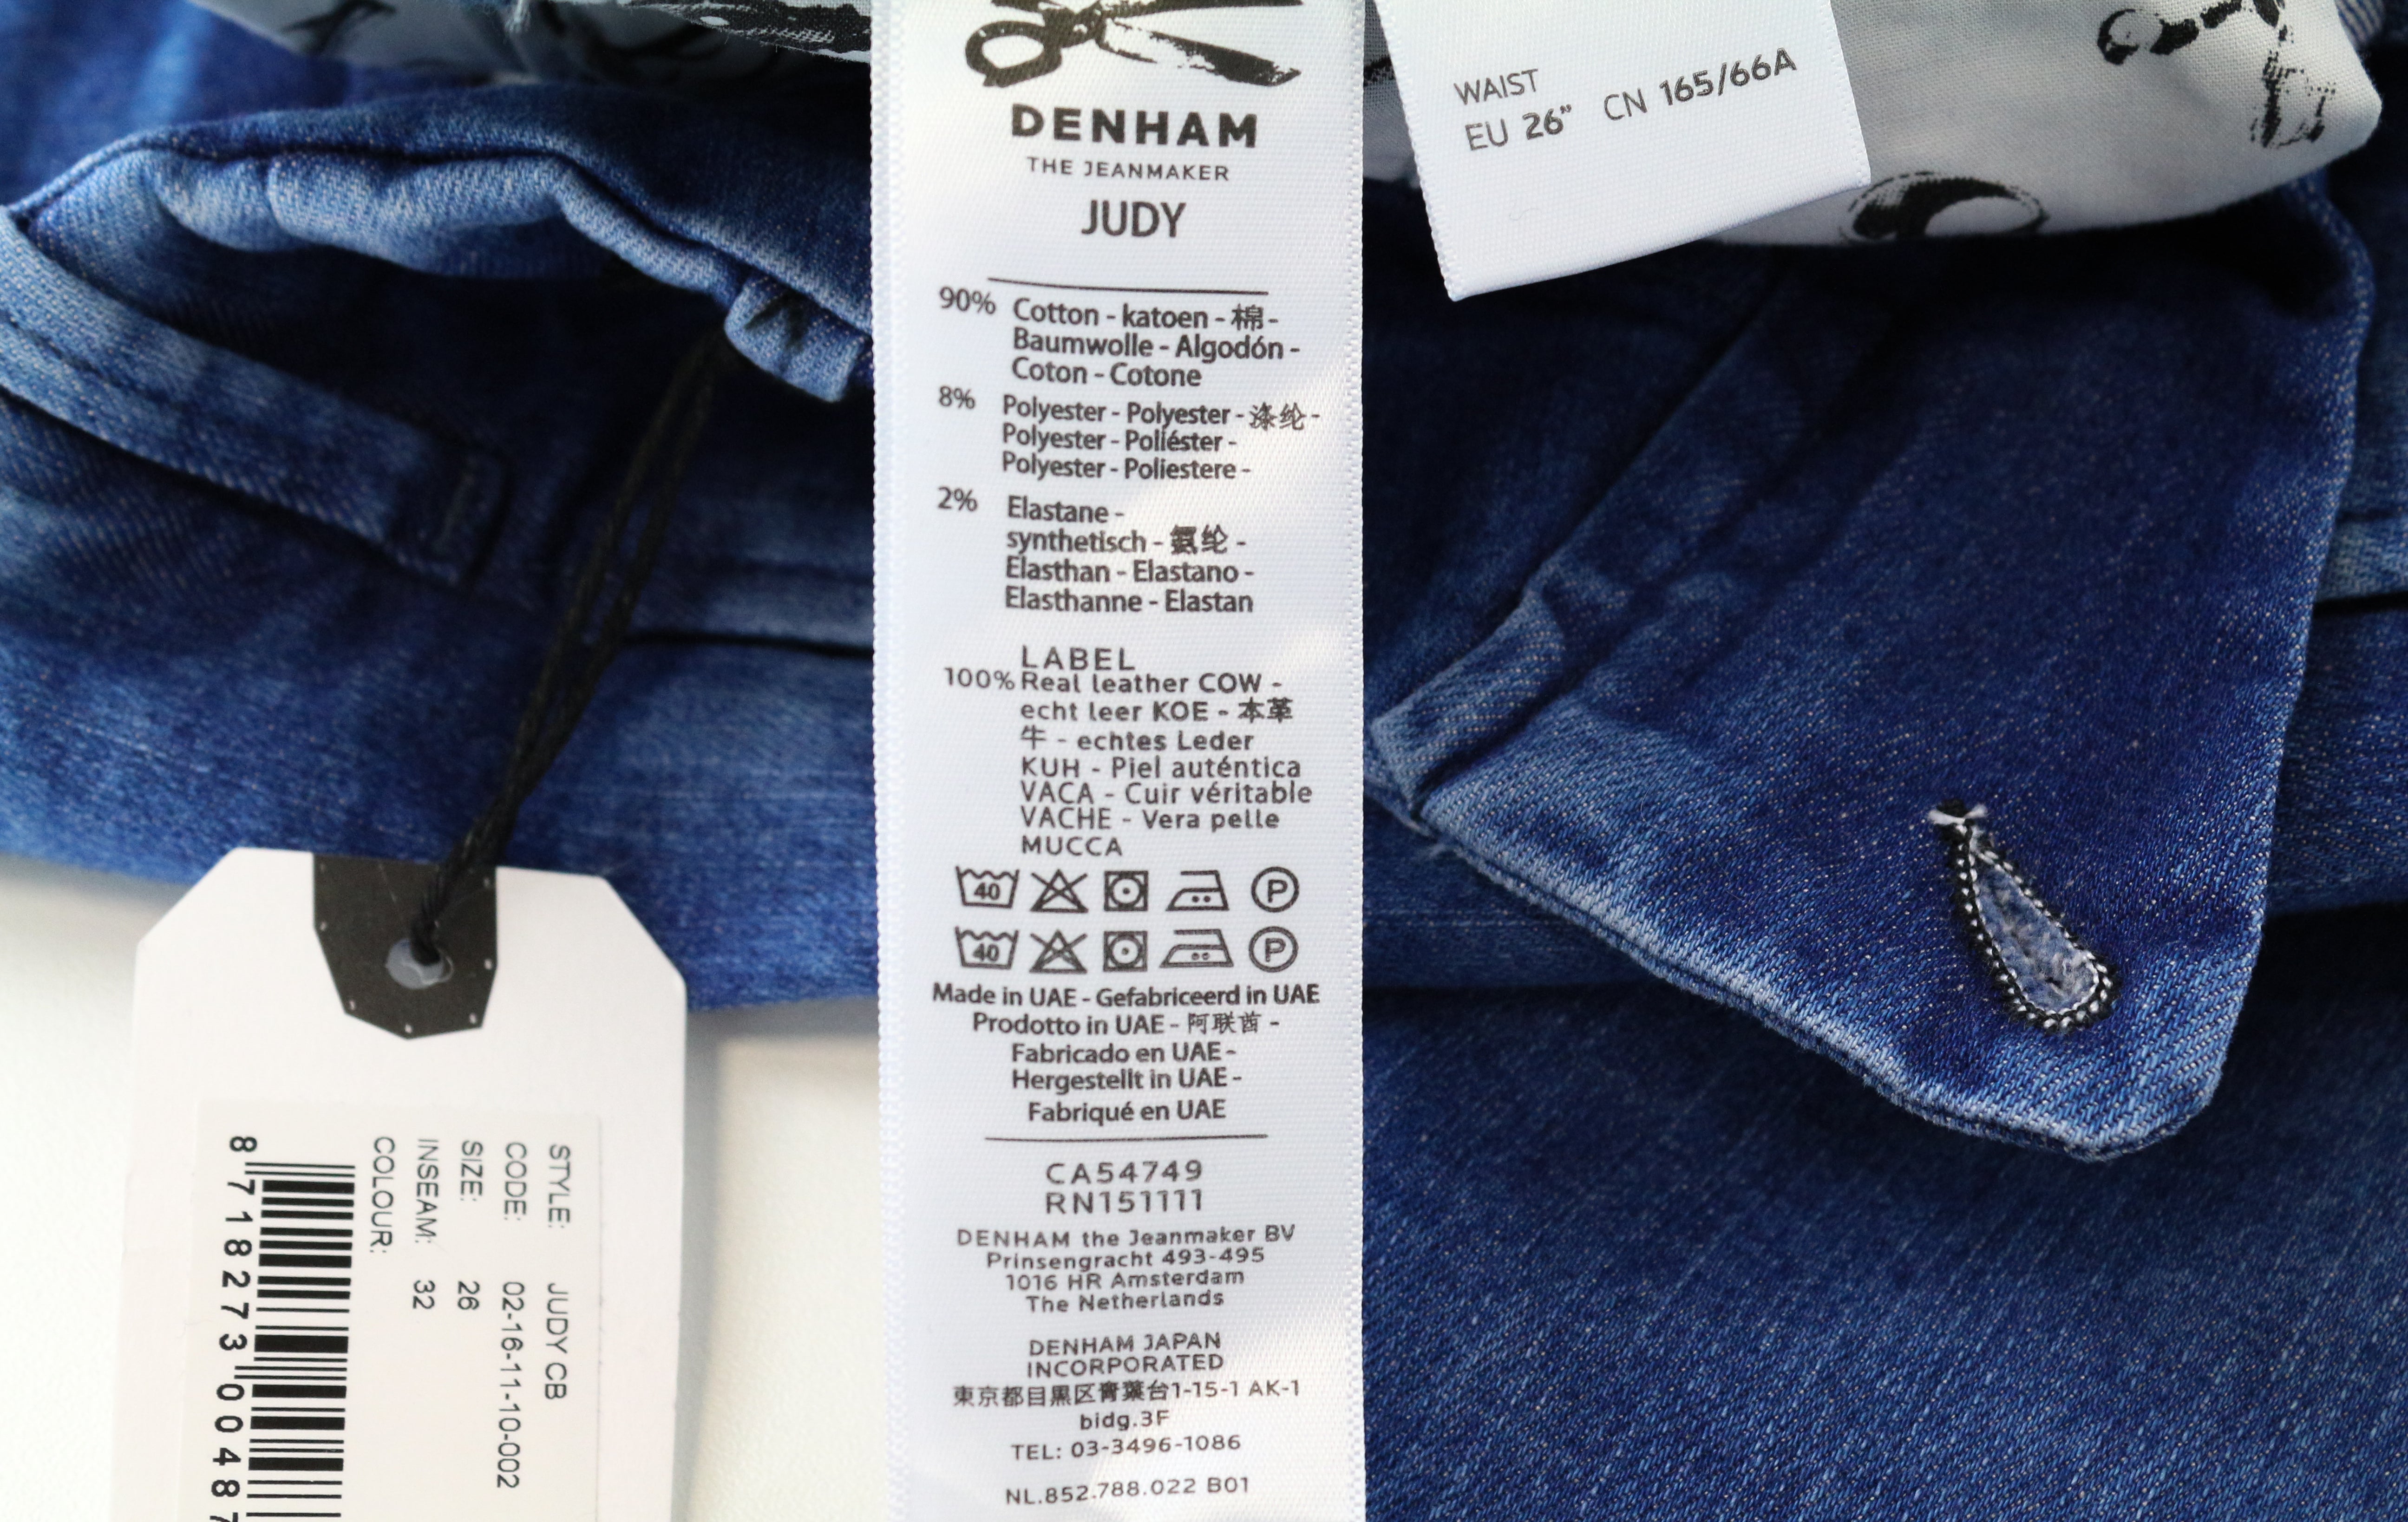 STYLE: JUDY CB
CODE: 02-16-11-10-002
SIZE: 26
INSEAM: 32
COLOUR:
8 718273 00487
DENHAM
THE JEANMAKER
JUDY
90% Cotton - katoen - 棉 -
Baumwolle - Algodón -
Coton - Cotone
8% Polyester - Polyester - 涤纶 -
Polyester - Poliéster -
Polyester - Poliestere -
2% Elastane -
synthetisch - 氨纶 -
Elasthan - Elastano -
Elasthanne - Elastan
LABEL
100% Real leather COW -
echt leer KOE - 本革
牛 - echtes Leder
KUH - Piel auténtica
VACA - Cuir véritable
VACHE - Vera pelle
MUCCA
40 P
40 P
Made in UAE - Gefabriceerd in UAE
Prodotto in UAE - 阿联酋 -
Fabricado en UAE -
Hergestellt in UAE -
Fabriqué en UAE
CA54749
RN151111
DENHAM the Jeanmaker BV
Prinsengracht 493-495
1016 HR Amsterdam
The Netherlands
DENHAM JAPAN
INCORPORATED
東京都目黒区青葉台1-15-1 AK-1
bidg.3F
TEL: 03-3496-1086
NL.852.788.022 B01
WAIST
EU 26" CN 165/66A